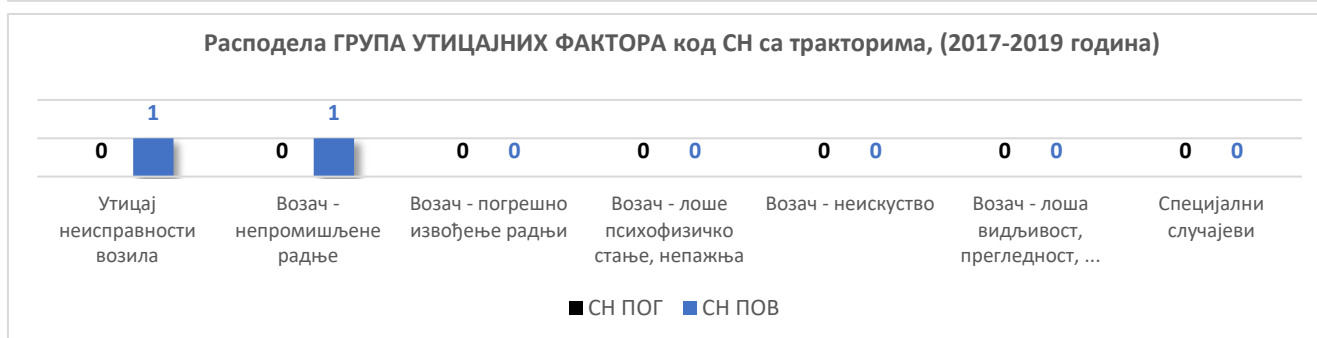 Расподела ГРУПА УТИЦАЈНИХ ФАКТОРА код СН са тракторима, (2017-2019 година)
1 1
0 0 0 0 0 0 0 0 0 0 0 0
Утицај неисправности возила
Возач - непромишљене радње
Возач - погрешно извођење радњи
Возач - лоше психофизичко стање, непажња
Возач - неискуство
Возач - лоша видљивост, прегледност, ...
Специјални случајеви
СН ПОГ СН ПОВ